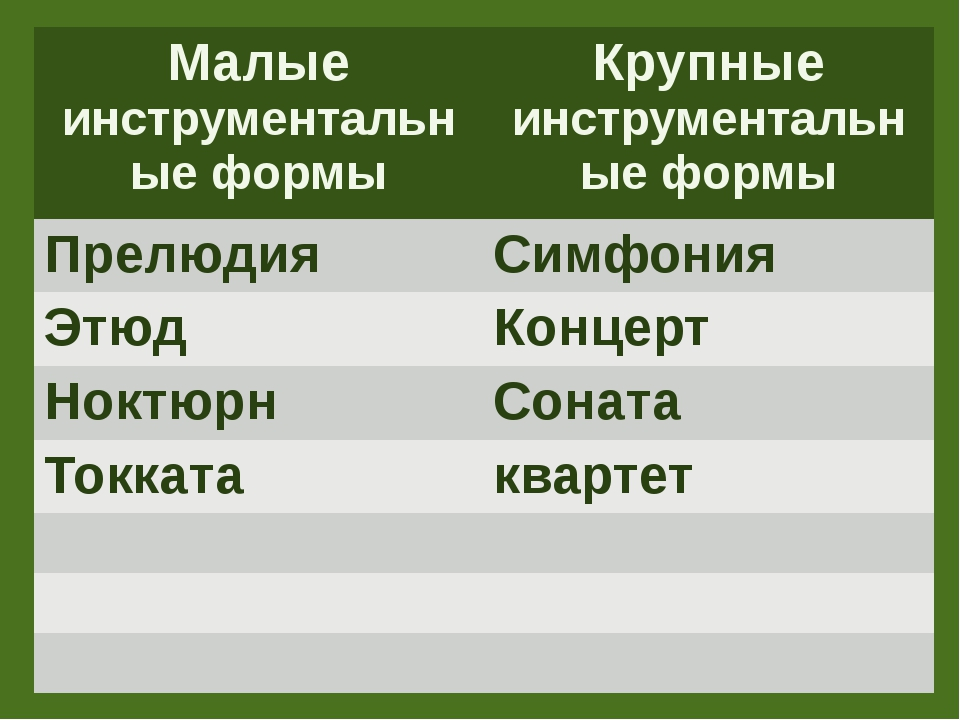 Малые
инструментальн
ые формы
Крупные
инструментальн
ые формы
Прелюдия Симфония
Этюд Концерт
Ноктюрн Соната
Токката квартет